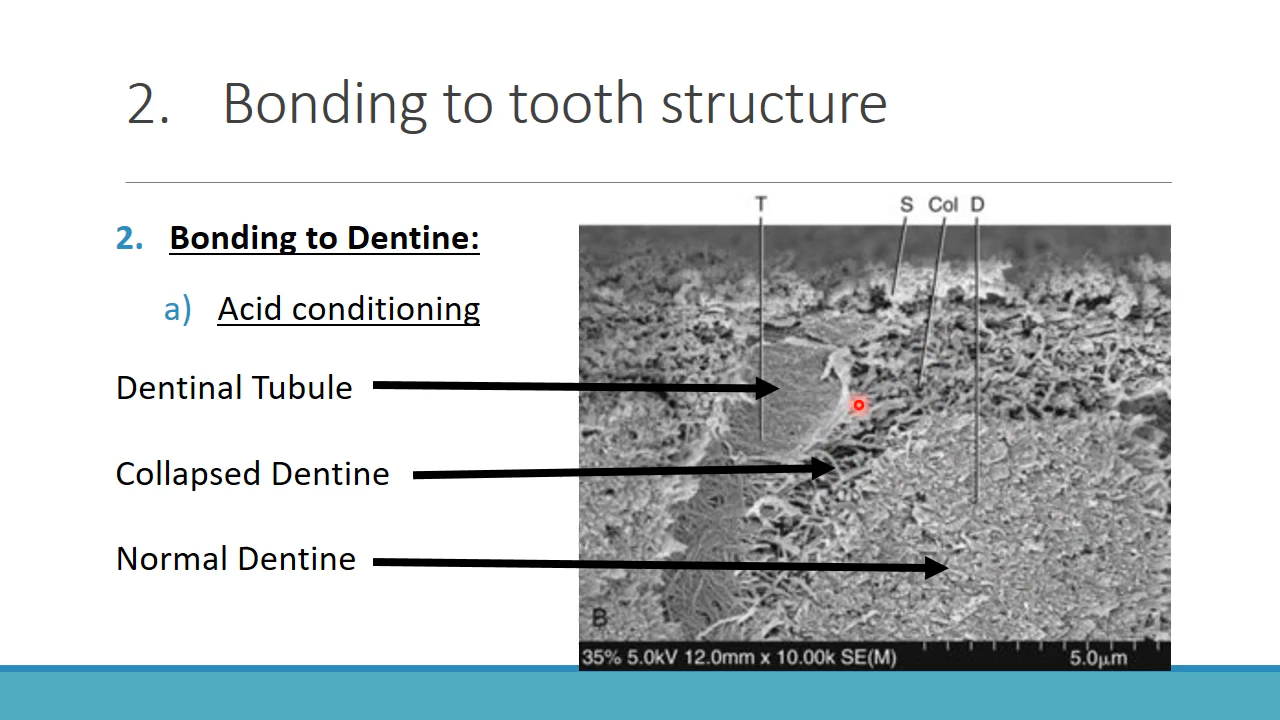 2. Bonding to tooth structure
2. Bonding to Dentine:
a) Acid conditioning
Dentinal Tubule
Collapsed Dentine
Normal Dentine
T S Col D
B
35% 5.0kV 12.0mm x 10.00k SE(M) 5.0μm